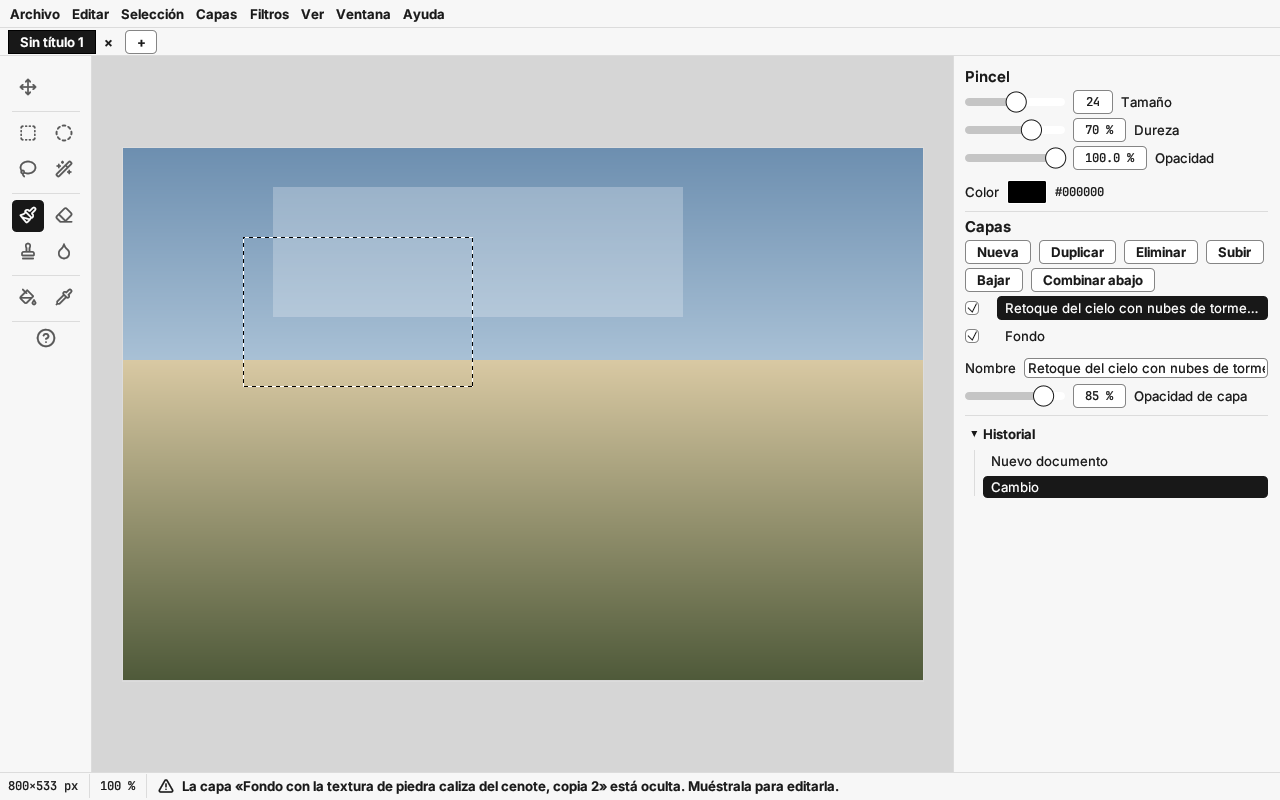 Archivo Editar Selección Capas Filtros Ver Ventana Ayuda
Sin título 1 × +
Pincel
24 Tamaño
70 % Dureza
100.0 % Opacidad
Color #000000
Capas
Nueva Duplicar Eliminar Subir
Bajar Combinar abajo
Retoque del cielo con nubes de torme…
Fondo
Nombre Retoque del cielo con nubes de torme
85 % Opacidad de capa
Historial
Nuevo documento
Cambio
800×533 px 100 % La capa «Fondo con la textura de piedra caliza del cenote, copia 2» está oculta. Muéstrala para editarla.